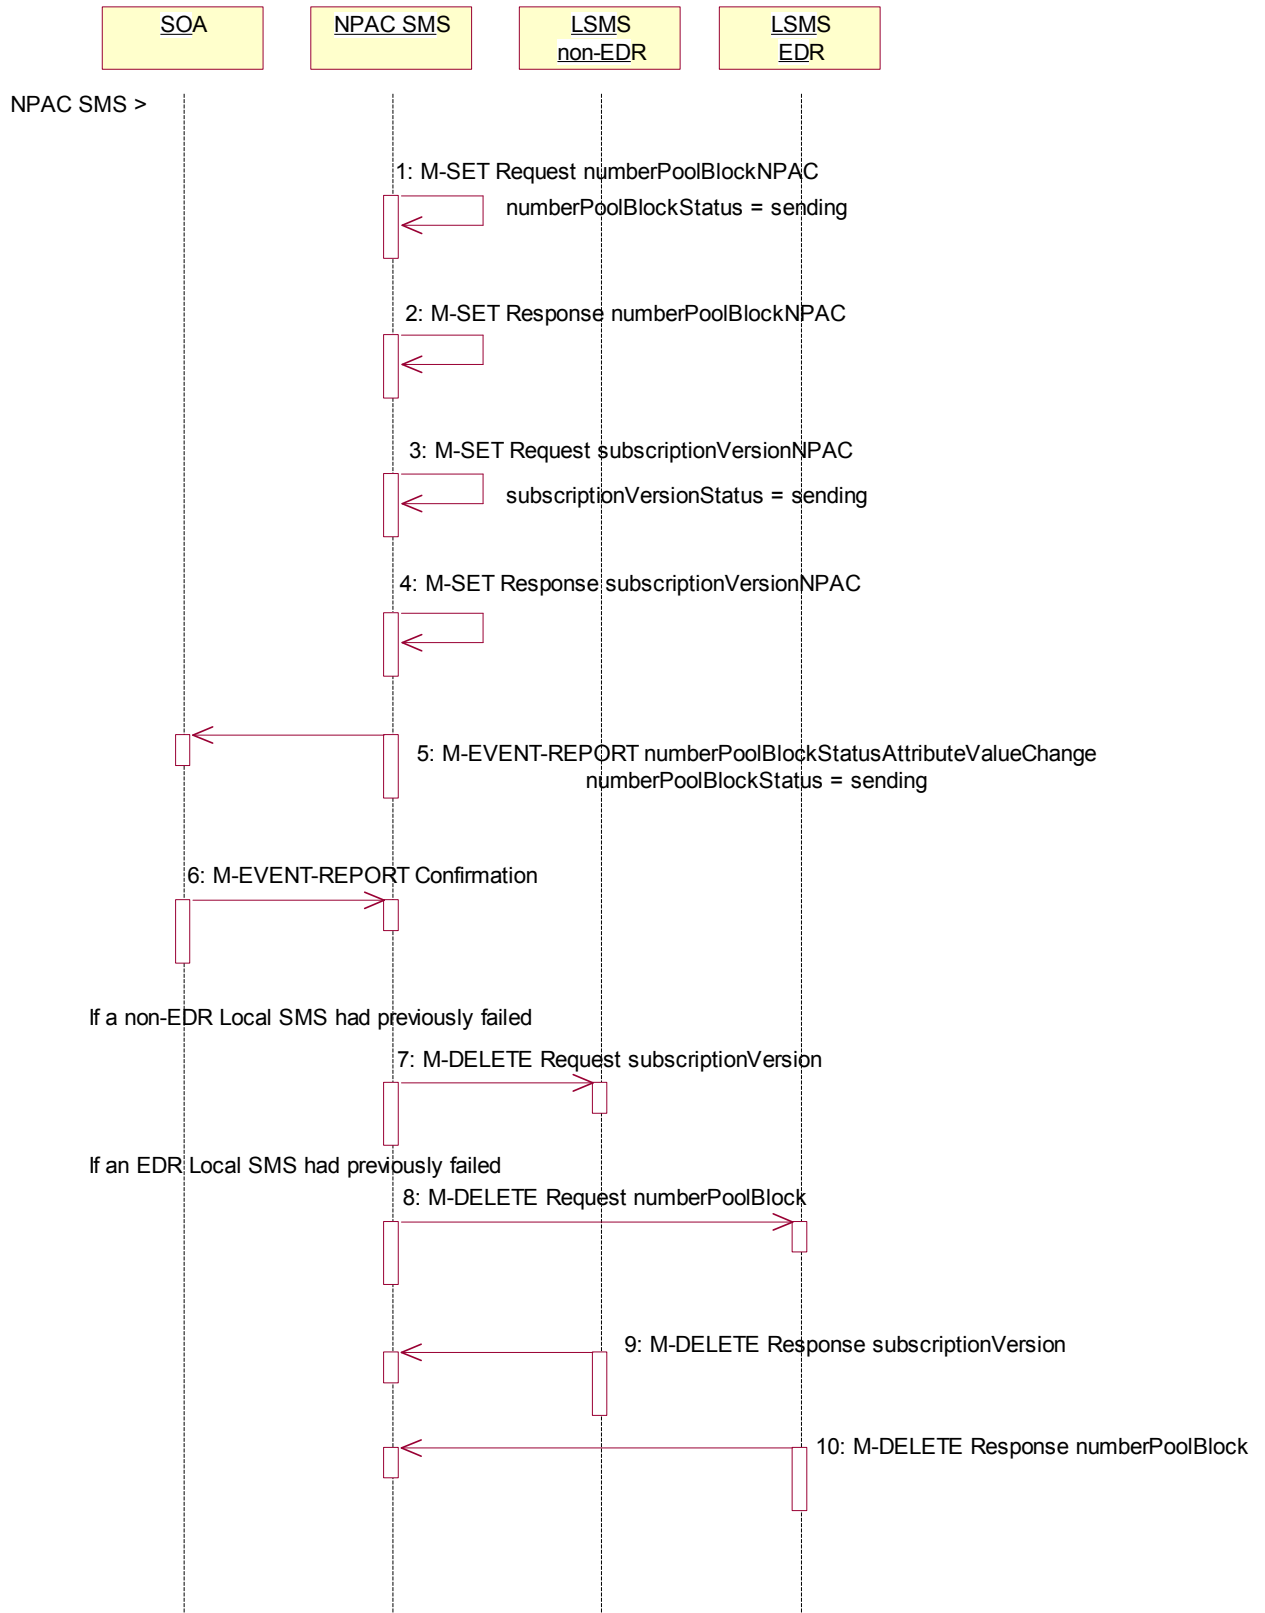 SOA
NPAC SMS
LSMS
non-EDR
LSMS
EDR
NPAC SMS >
1: M-SET Request numberPoolBlockNPAC
numberPoolBlockStatus = sending
2: M-SET Response numberPoolBlockNPAC
3: M-SET Request subscriptionVersionNPAC
subscriptionVersionStatus = sending
4: M-SET Response subscriptionVersionNPAC
5: M-EVENT-REPORT numberPoolBlockStatusAttributeValueChange
numberPoolBlockStatus = sending
6: M-EVENT-REPORT Confirmation
If a non-EDR Local SMS had previously failed
7: M-DELETE Request subscriptionVersion
If an EDR Local SMS had previously failed
8: M-DELETE Request numberPoolBlock
9: M-DELETE Response subscriptionVersion
10: M-DELETE Response numberPoolBlock